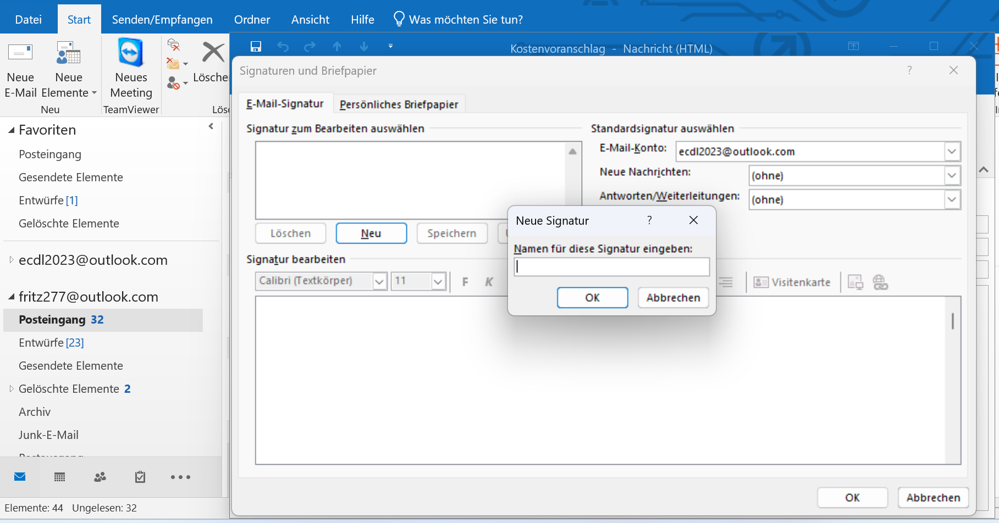 Datei
Start
Senden/Empfangen
Ordner
Ansicht
Hilfe
Was möchten Sie tun?
Neue
E-Mail
Neue
Elemente
Neu
Neues
Meeting
TeamViewer
Kostenvoranschlag - Nachricht (HTML)
Favoriten
Posteingang
Gesendete Elemente
Entwürfe [1]
Gelöschte Elemente
ecdl2023@outlook.com
fritz277@outlook.com
Posteingang 32
Entwürfe [23]
Gesendete Elemente
Gelöschte Elemente 2
Archiv
Junk-E-Mail
Elemente: 44 Ungelesen: 32
Signaturen und Briefpapier
?
E-Mail-Signatur
Persönliches Briefpapier
Signatur zum Bearbeiten auswählen
Löschen
Neu
Speichern
Standardsignatur auswählen
E-Mail-Konto:
ecdl2023@outlook.com
Neue Nachrichten:
(ohne)
Antworten/Weiterleitungen:
(ohne)
Signatur bearbeiten
Calibri (Textkörper)
11
F
K
Visitenkarte
Neue Signatur
?
Namen für diese Signatur eingeben:
OK
Abbrechen
OK
Abbrechen